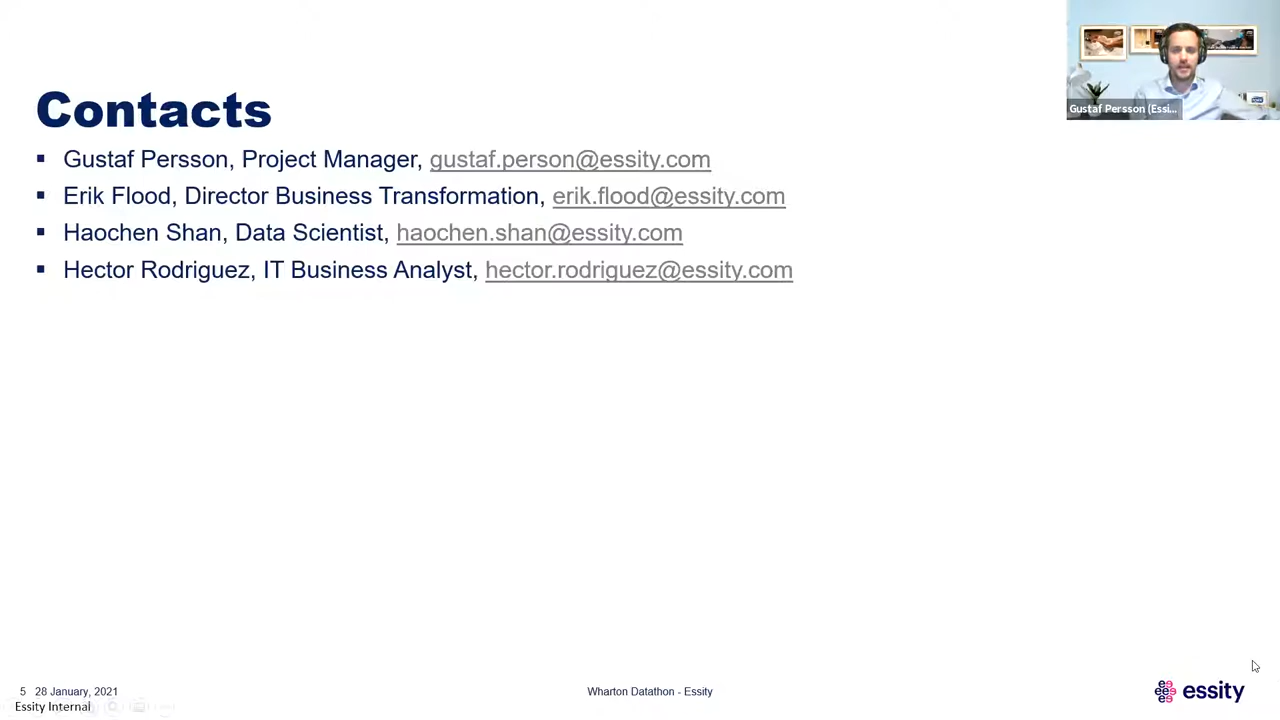 Contacts
▪ Gustaf Persson, Project Manager, gustaf.person@essity.com
▪ Erik Flood, Director Business Transformation, erik.flood@essity.com
▪ Haochen Shan, Data Scientist, haochen.shan@essity.com
▪ Hector Rodriguez, IT Business Analyst, hector.rodriguez@essity.com
Gustaf Persson (Essi...
5 28 January, 2021
Wharton Datathon - Essity
essity
Essity Internal